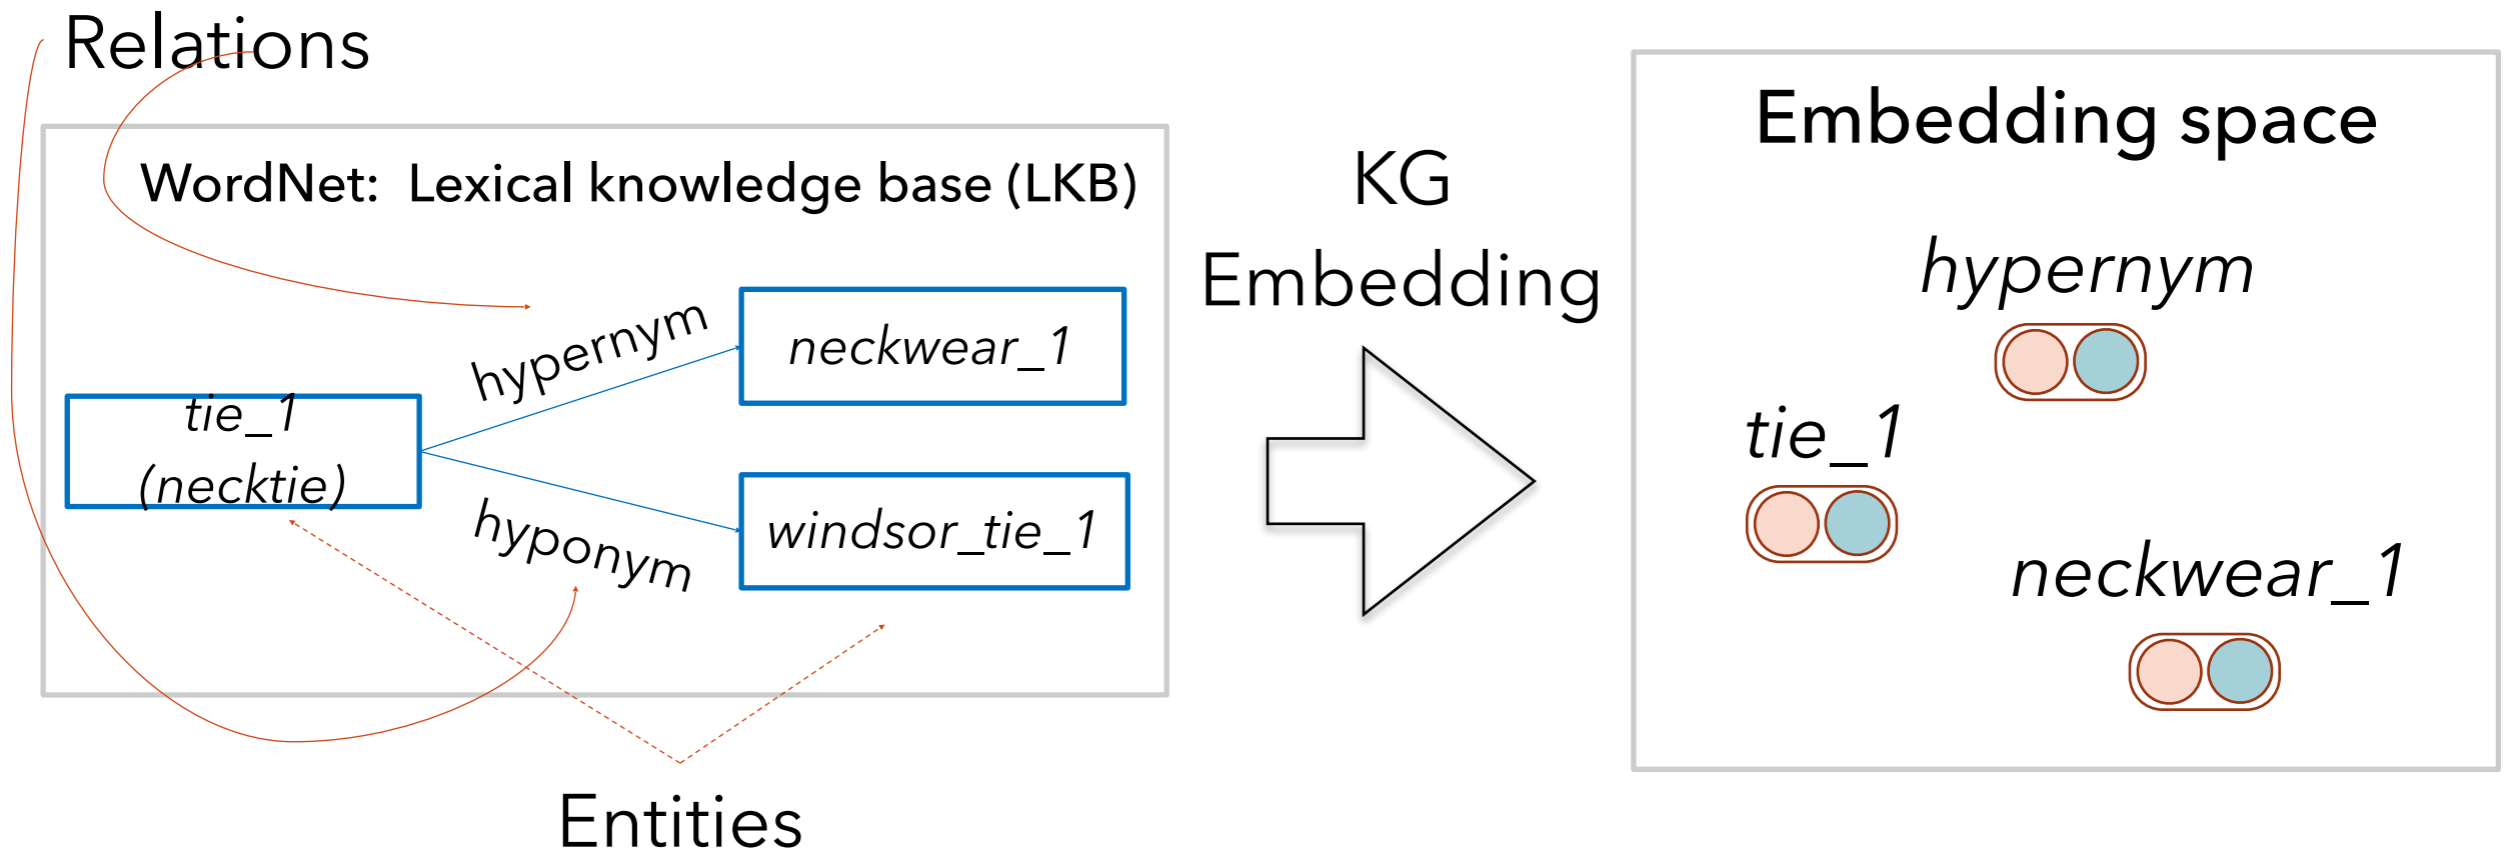 Relations
WordNet: Lexical knowledge base (LKB)
hypernym
neckwear_1
tie_1
(necktie)
hyponym
windsor_tie_1
Entities
KG
Embedding
Embedding space
hypernym
tie_1
neckwear_1